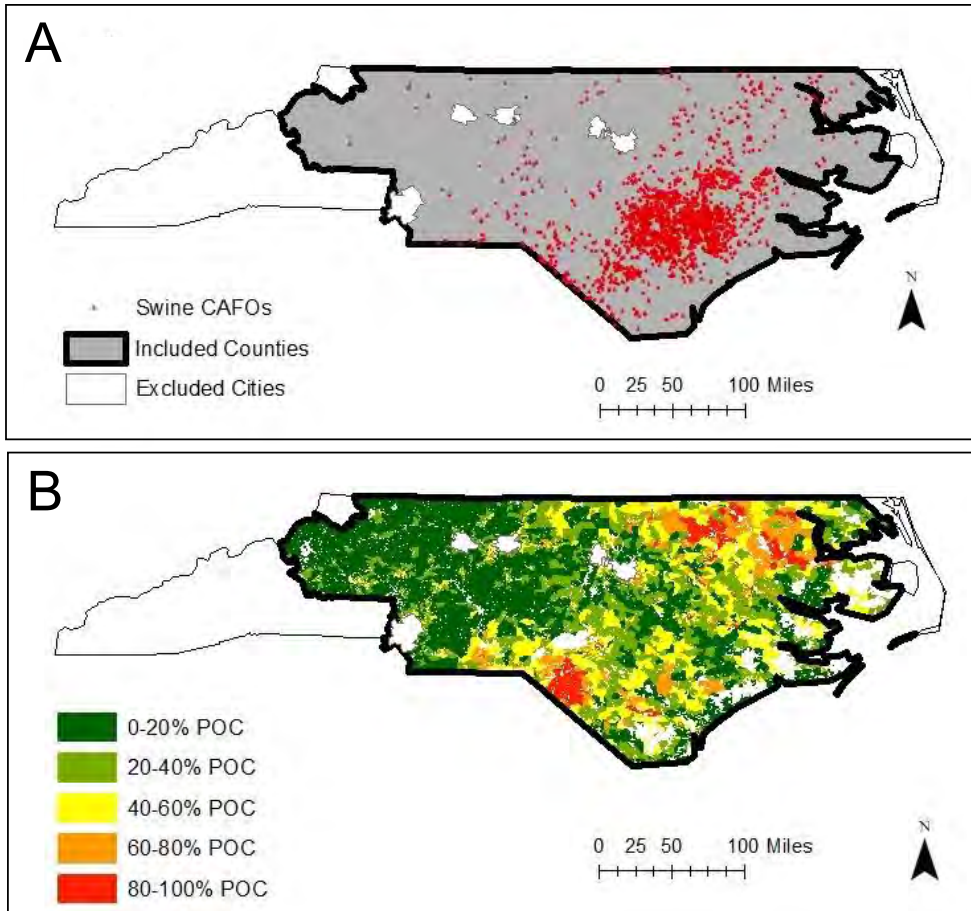 A
Swine CAFOs
Included Counties
Excluded Cities
N
0 25 50 100 Miles
B
0-20% POC
20-40% POC
40-60% POC
60-80% POC
80-100% POC
N
0 25 50 100 Miles